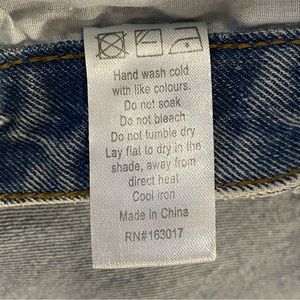 Hand wash cold
with like colours.
Do not soak
Do not bleach
Do not tumble dry
Lay flat to dry in the
shade, away from
direct heat
Cool iron
Made in China
RN#163017